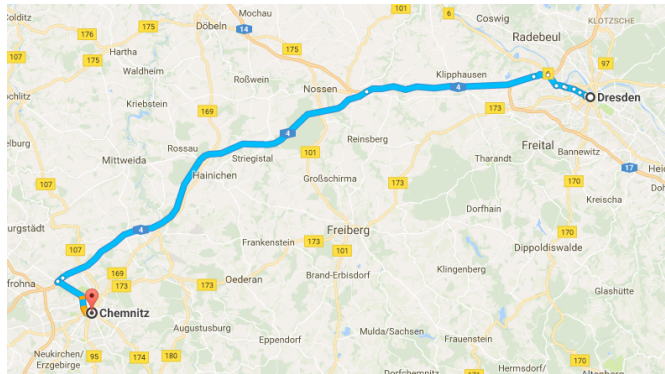 Mochau
101
6
Coswig
176
175
Döbeln
14
Radebeul
KLOTZSCHE
107
Hartha
175
175
97
Waldheim
Roßwein
Klipphausen
Nossen
4
Dresden
Kriebstein
169
173
4
Freital
Bannewitz
Rossau
Reinsberg
Mittweida
Striegistal
101
Tharandt
17
Hainichen
Großschirma
170
107
173
Kreischa
Dorfhain
4
Freiberg
170
107
Frankenstein
173
101
Dippoldiswalde
169
Klingenberg
173
173
Oederan
Brand-Erbisdorf
Glashütte
Chemnitz
Augustusburg
Mulda/Sachsen
Frauenstein
Eppendorf
Neukirchen/
Erzgebirge
95
174
180
170
Hermsdorf/
173